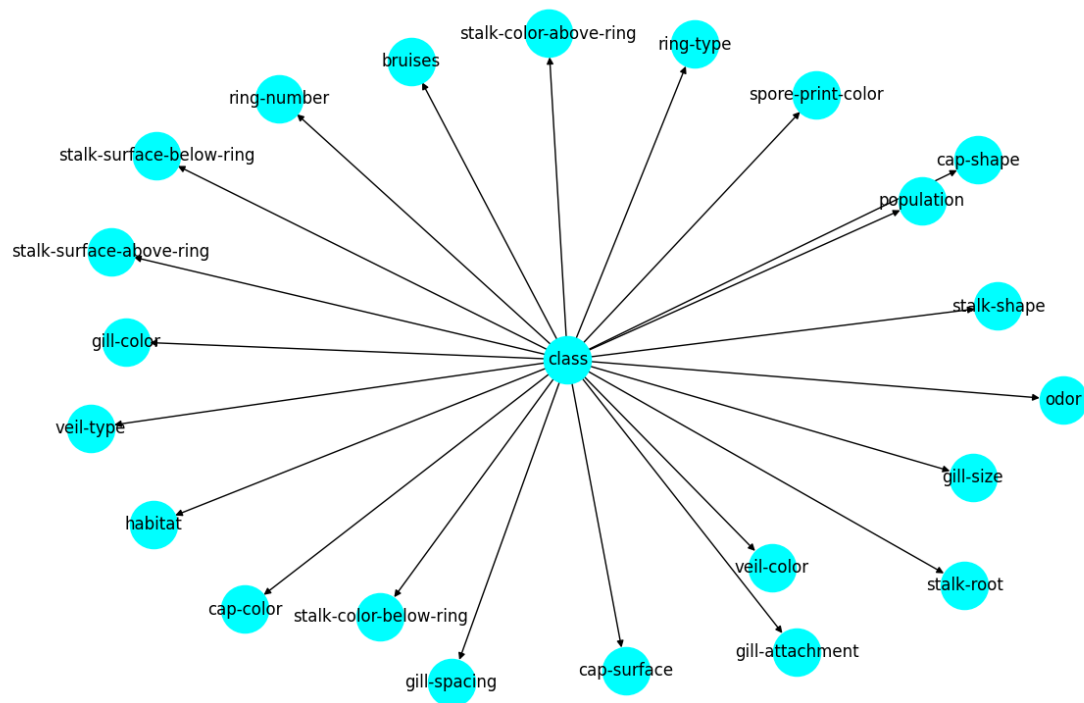 stalk-color-above-ring
ring-type
bruises
ring-number
spore-print-color
stalk-surface-below-ring
cap-shape
population
stalk-surface-above-ring
stalk-shape
gill-color
class
odor
veil-type
gill-size
habitat
veil-color
stalk-root
cap-color
stalk-color-below-ring
gill-attachment
cap-surface
gill-spacing